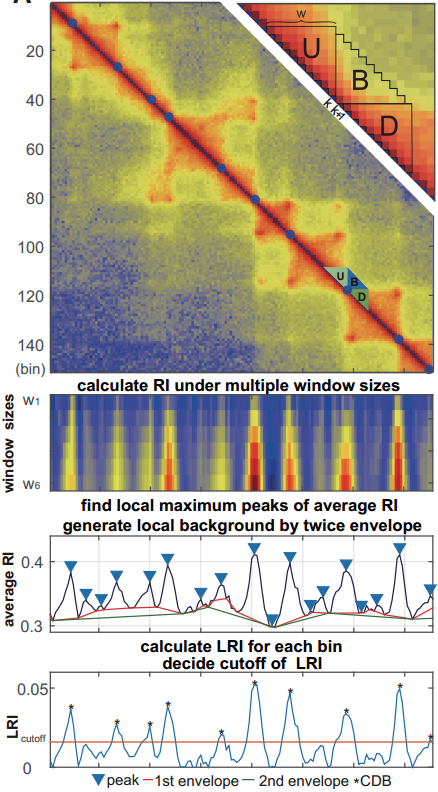 A
w
U
B
D
k k+1
20
40
60
80
100
120
140
(bin)
U
B
D
calculate RI under multiple window sizes
window sizes
W1
W6
find local maximum peaks of average RI
generate local background by twice envelope
average RI
0.4
0.3
calculate LRI for each bin
decide cutoff of LRI
LRI
0.05
cutoff
0
peak 1st envelope 2nd envelope *CDB